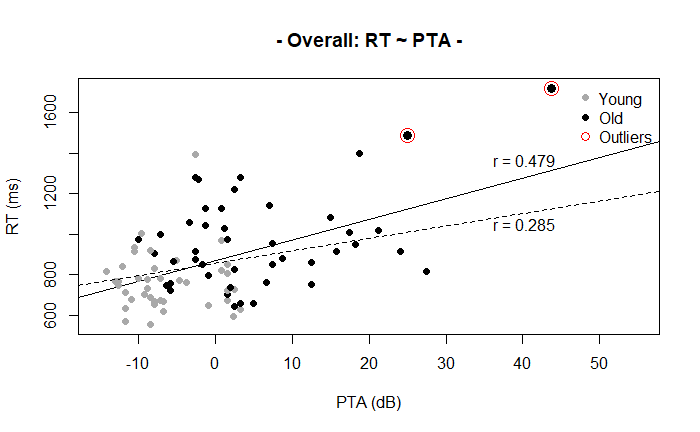 - Overall: RT ~ PTA -
Young
Old
Outliers
r = 0.479
r = 0.285
RT (ms)
1600
1200
800
600
-10
0
10
20
30
40
50
PTA (dB)